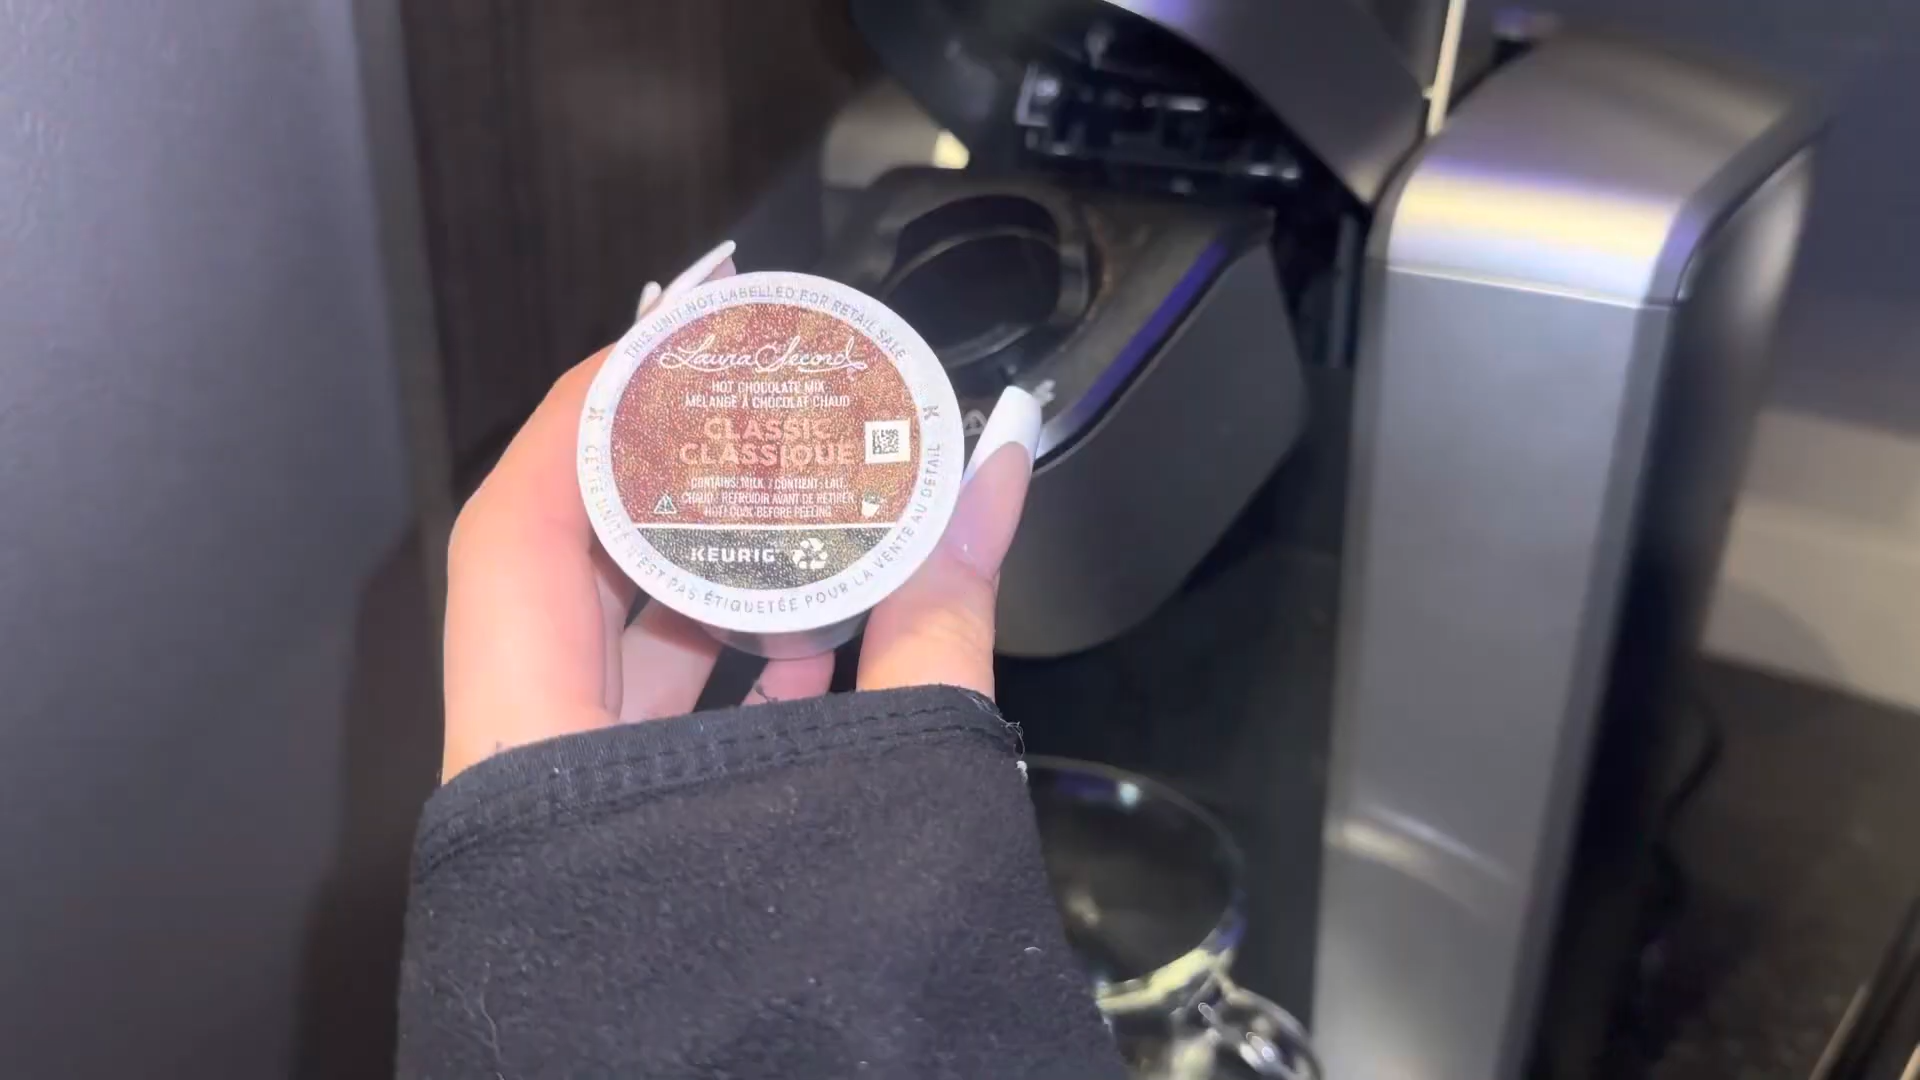 THIS UNIT NOT LABELLED FOR RETAIL SALE
Laura Secord
HOT CHOCOLATE MIX
MÉLANGE À CHOCOLAT CHAUD
CLASSIC
CLASSIQUE
CONTAINS: MILK / CONTIENT : LAIT
CHAUD! REFROIDIR AVANT DE RETIRER
HOT! COOL BEFORE PEELING
KEURIG
CETTE UNITÉ N'EST PAS ÉTIQUETÉE POUR LA VENTE AU DÉTAIL
K
K